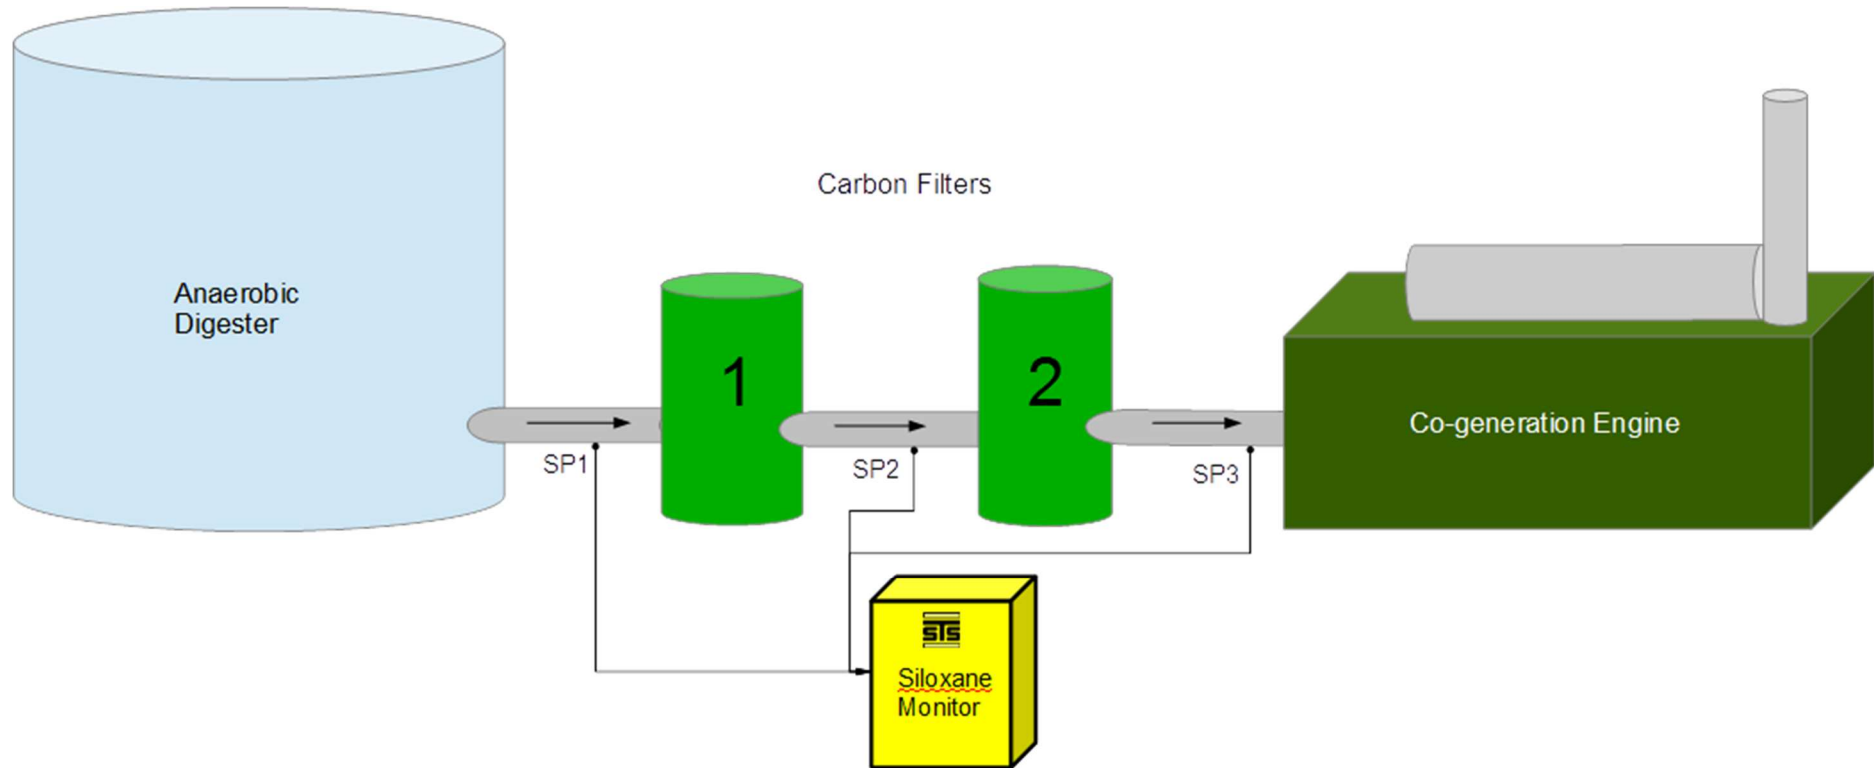 Carbon Filters
Anaerobic
Digester
1
2
Co-generation Engine
SP1
SP2
SP3
STS
Siloxane
Monitor